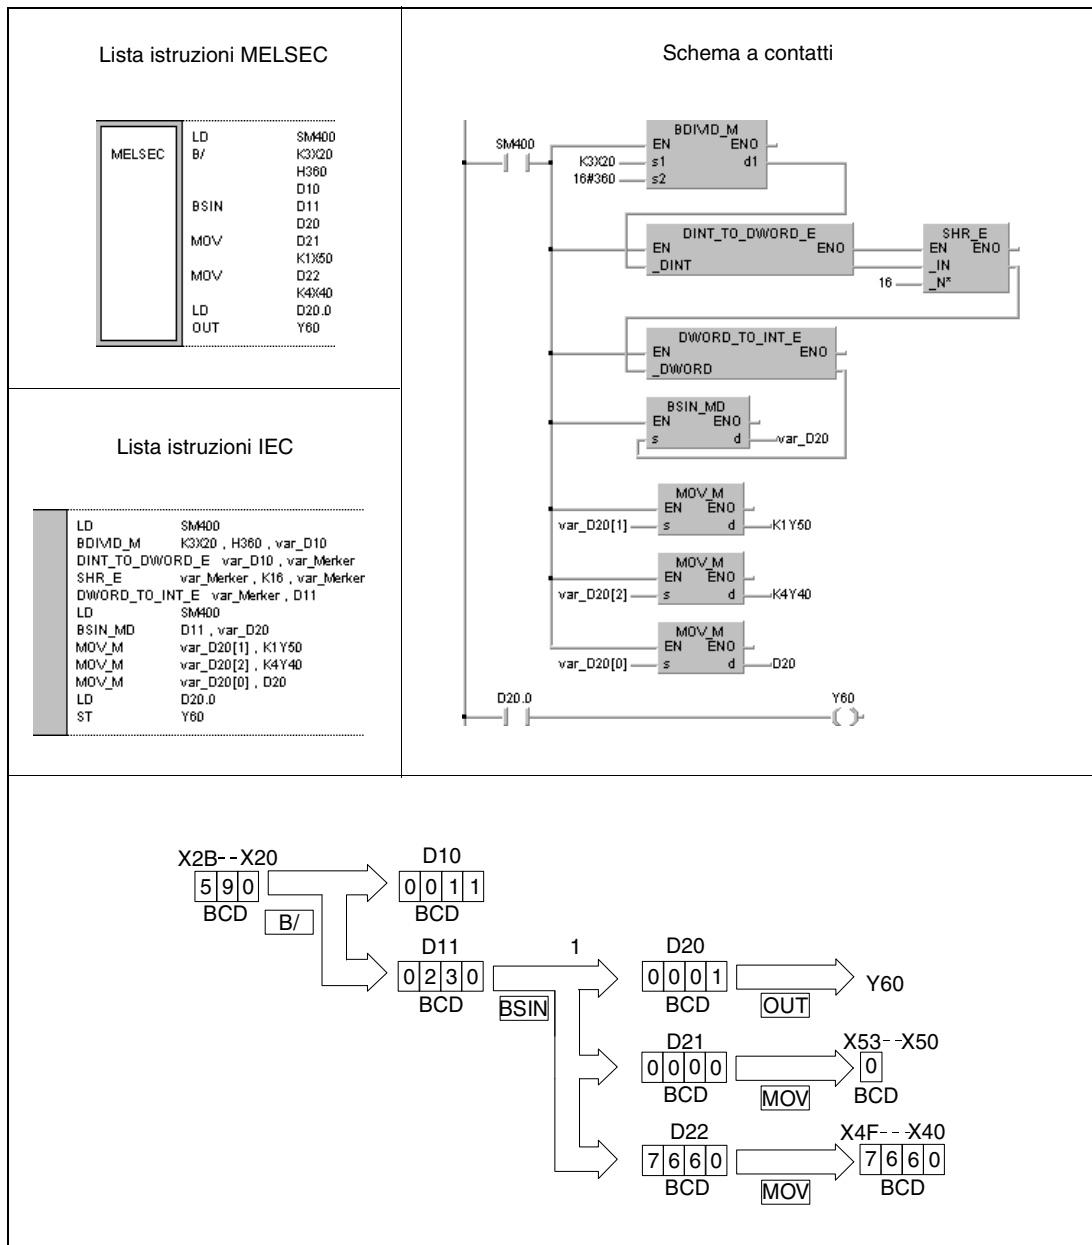 Lista istruzioni MELSEC
MELSEC
LD SM400
B/ K3X20
H360
D10
BSIN D11
D20
MOV D21
K1X50
MOV D22
K4X40
LD D20.0
OUT Y60
Lista istruzioni IEC
LD SM400
BDIVID_M K3X20 , H360 , var_D10
DINT_TO_DWORD_E var_D10 , var_Merker
SHR_E var_Merker , K16 , var_Merker
DWORD_TO_INT_E var_Merker , D11
LD SM400
BSIN_MD D11 , var_D20
MOV_M var_D20[1] , K1Y50
MOV_M var_D20[2] , K4Y40
MOV_M var_D20[0] , D20
LD D20.0
ST Y60
Schema a contatti
SM400
BDIVID_M
EN ENO
K3X20 s1 d1
16#360 s2
DINT_TO_DWORD_E
EN ENO
_DINT
SHR_E
EN ENO
_IN
16 _N*
DWORD_TO_INT_E
EN ENO
_DWORD
BSIN_MD
EN ENO
s d var_D20
MOV_M
EN ENO
var_D20[1] s d K1Y50
MOV_M
EN ENO
var_D20[2] s d K4Y40
MOV_M
EN ENO
var_D20[0] s d D20
D20.0 Y60
X2B--X20
5 9 0
BCD
B/
D10
0 0 1 1
BCD
D11
0 2 3 0
BCD
BSIN
1
D20
0 0 0 1
BCD
OUT
Y60
D21
0 0 0 0
BCD
MOV
X53--X50
0
BCD
D22
7 6 6 0
BCD
MOV
X4F---X40
7 6 6 0
BCD